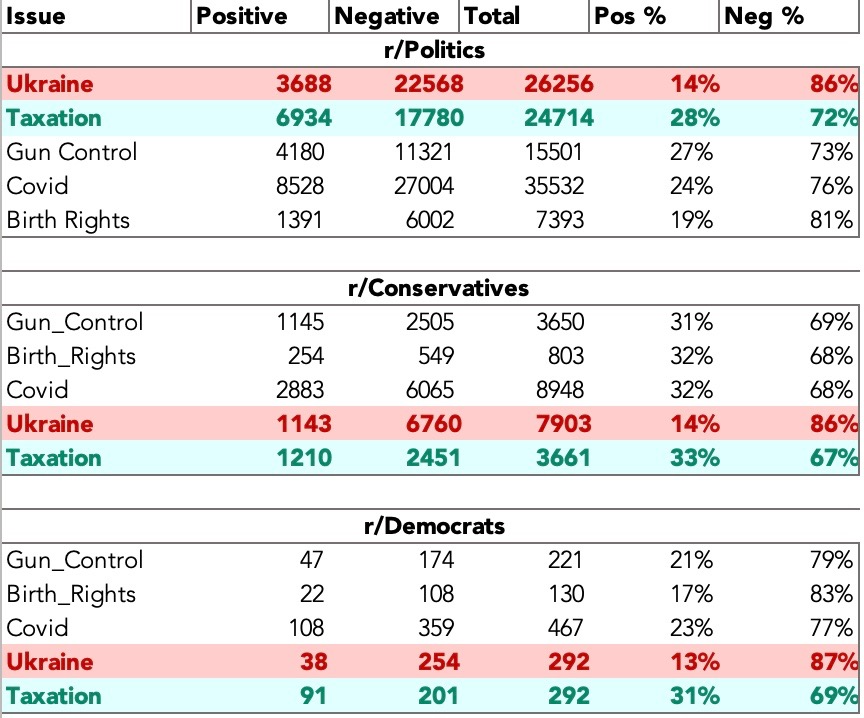 Issue Positive Negative Total Pos % Neg %
r/Politics
Ukraine 3688 22568 26256 14% 86%
Taxation 6934 17780 24714 28% 72%
Gun Control 4180 11321 15501 27% 73%
Covid 8528 27004 35532 24% 76%
Birth Rights 1391 6002 7393 19% 81%
r/Conservatives
Gun_Control 1145 2505 3650 31% 69%
Birth_Rights 254 549 803 32% 68%
Covid 2883 6065 8948 32% 68%
Ukraine 1143 6760 7903 14% 86%
Taxation 1210 2451 3661 33% 67%
r/Democrats
Gun_Control 47 174 221 21% 79%
Birth_Rights 22 108 130 17% 83%
Covid 108 359 467 23% 77%
Ukraine 38 254 292 13% 87%
Taxation 91 201 292 31% 69%